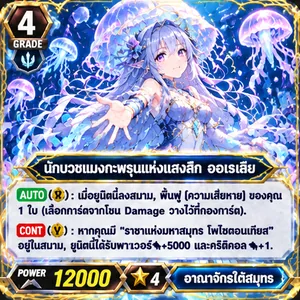 4
GRADE
นักบวชแมงกะพรุนแห่งแสงสึก ออเรเลีย
AUTO : เมื่อยูนิตนี้ลงสนาม, ฟื้นฟู [ความเสียหาย] ของคุณ
1 ใบ (เลือกการ์ดจากโซน Damage วางไว้ที่กองการ์ด).
CONT : หากคุณมี "ราชาแห่งมหาสมุทร โพไซดอนเทียส"
อยู่ในสนาม, ยูนิตนี้ได้รับพาวเวอร์ +5000 และคริติคอล +1.
POWER 12000 4 อาณาจักรใต้สมุทร